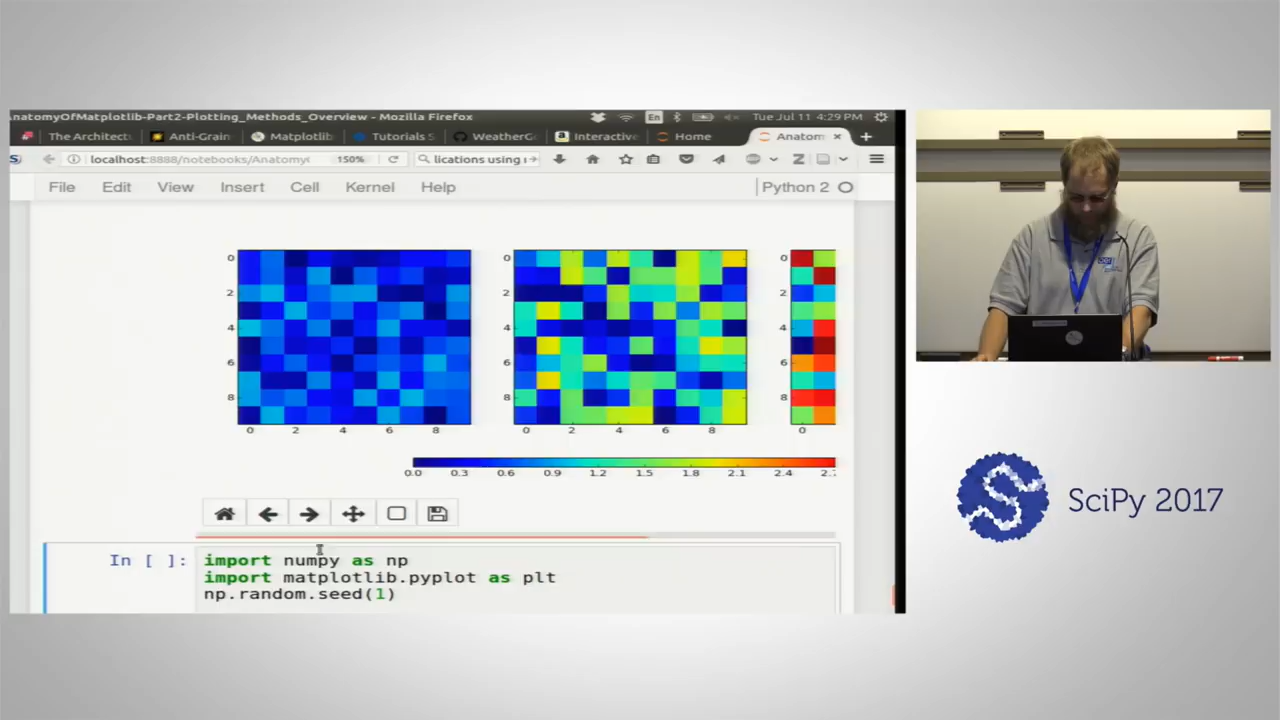 AnatomyOfMatplotlib-Part2-Plotting_Methods_Overview - Mozilla Firefox
En
Tue Jul 11 4:29 PM
The Architect
Anti-Grain
Matplotlib
Tutorials S
WeatherG
Interactive
Home
Anatom
localhost:8888/notebooks/Anatomy
150%
lications using
File Edit View Insert Cell Kernel Help
Python 2
0 2 4 6 8
0 2 4 6 8
0 2 4 6 8
0 2 4 6 8
0 2 4 6 8
0
0.0 0.3 0.6 0.9 1.2 1.5 1.8 2.1 2.4 2.
In [ ]: import numpy as np
import matplotlib.pyplot as plt
np.random.seed(1)
SciPy 2017